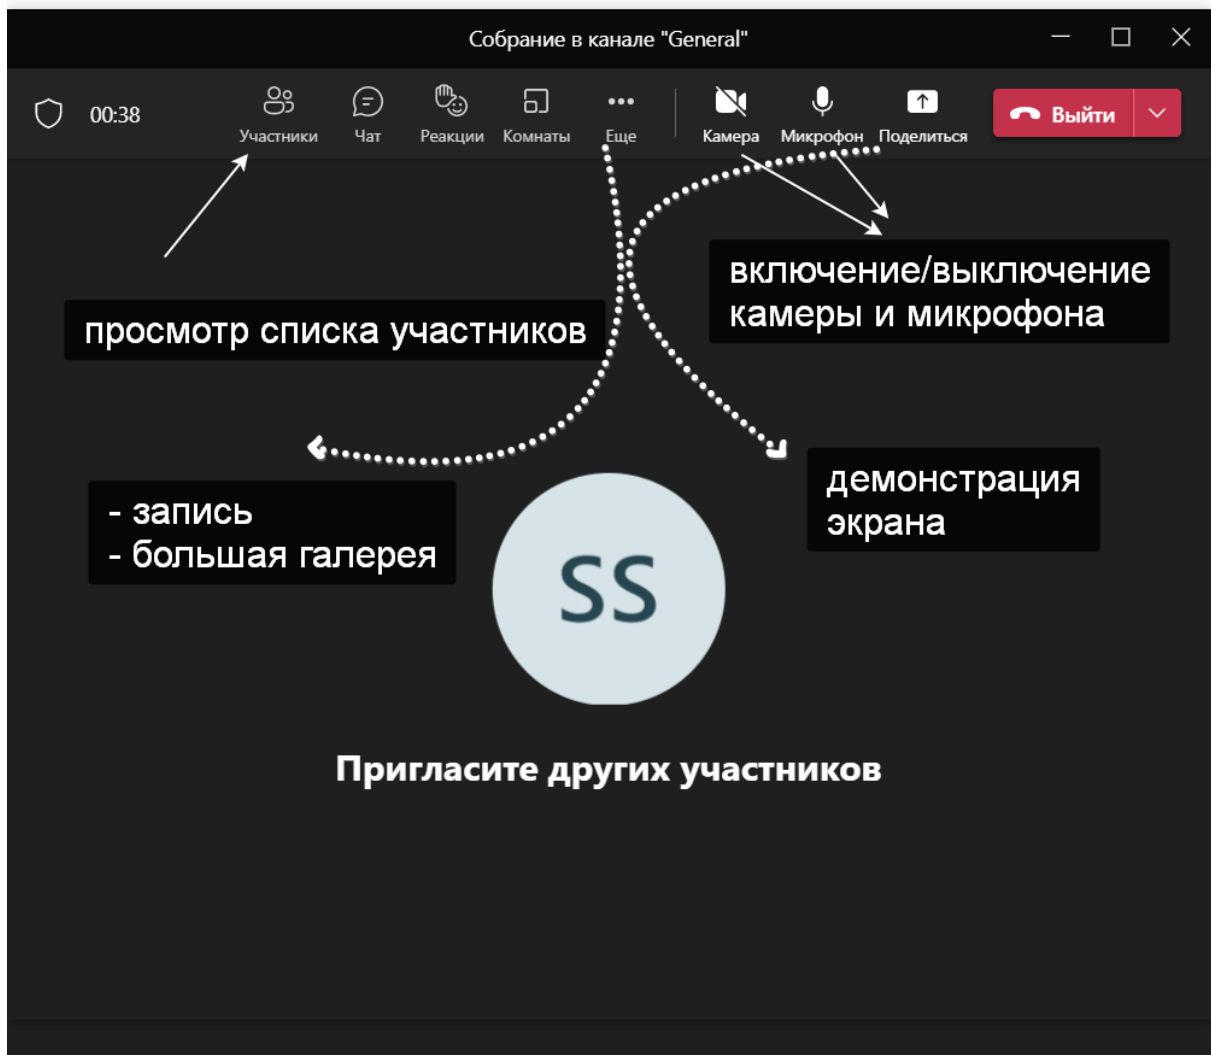 Собрание в канале "General"
00:38
Участники
Чат
Реакции
Комнаты
Еще
Камера
Микрофон
Поделиться
Выйти
включение/выключение
камеры и микрофона
просмотр списка участников
демонстрация
экрана
- запись
- большая галерея
SS
Пригласите других участников